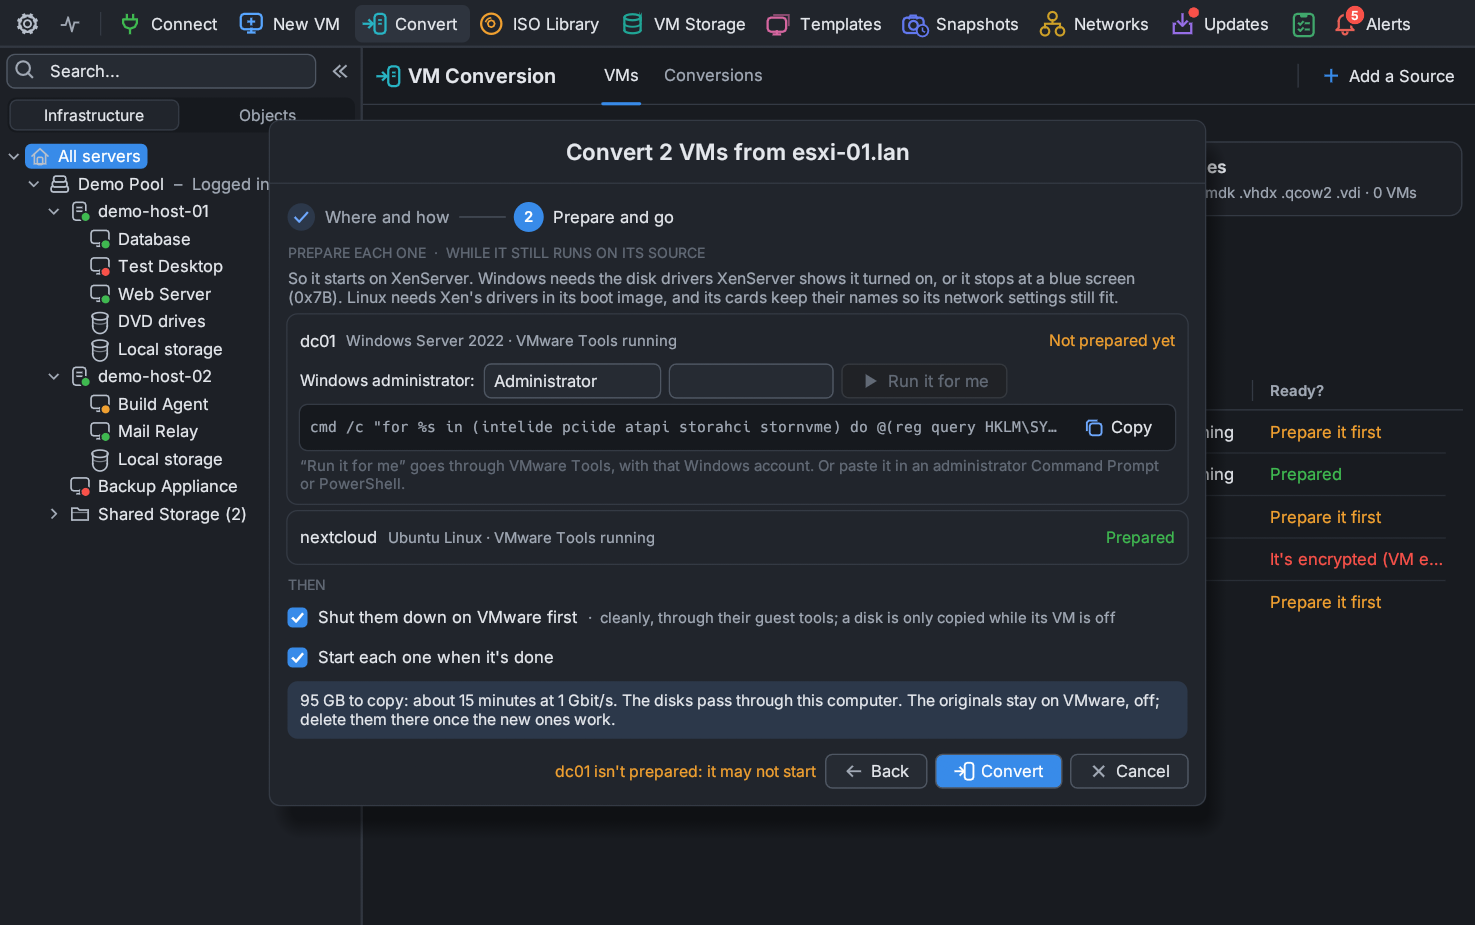 Connect
New VM
Convert
ISO Library
VM Storage
Templates
Snapshots
Networks
Updates
5
Alerts
Search...
VM Conversion
VMs
Conversions
Add a Source
Infrastructure
Objects
All servers
Demo Pool – Logged in
demo-host-01
Database
Test Desktop
Web Server
DVD drives
Local storage
demo-host-02
Build Agent
Mail Relay
Local storage
Backup Appliance
Shared Storage (2)
Convert 2 VMs from esxi-01.lan
Where and how
2
Prepare and go
PREPARE EACH ONE · WHILE IT STILL RUNS ON ITS SOURCE
So it starts on XenServer. Windows needs the disk drivers XenServer shows it turned on, or it stops at a blue screen
(0x7B). Linux needs Xen's drivers in its boot image, and its cards keep their names so its network settings still fit.
dc01 Windows Server 2022 · VMware Tools running
Not prepared yet
Windows administrator:
Administrator
Run it for me
cmd /c "for %s in (intelide pciide atapi storahci stornvme) do @(reg query HKLM\SY...
Copy
“Run it for me” goes through VMware Tools, with that Windows account. Or paste it in an administrator Command Prompt
or PowerShell.
nextcloud Ubuntu Linux · VMware Tools running
Prepared
THEN
Shut them down on VMware first · cleanly, through their guest tools; a disk is only copied while its VM is off
Start each one when it's done
95 GB to copy: about 15 minutes at 1 Gbit/s. The disks pass through this computer. The originals stay on VMware, off;
delete them there once the new ones work.
dc01 isn't prepared: it may not start
Back
Convert
Cancel
es
mdk .vhdx .qcow2 .vdi · 0 VMs
Ready?
ning
Prepare it first
ning
Prepared
Prepare it first
It's encrypted (VM e...
Prepare it first